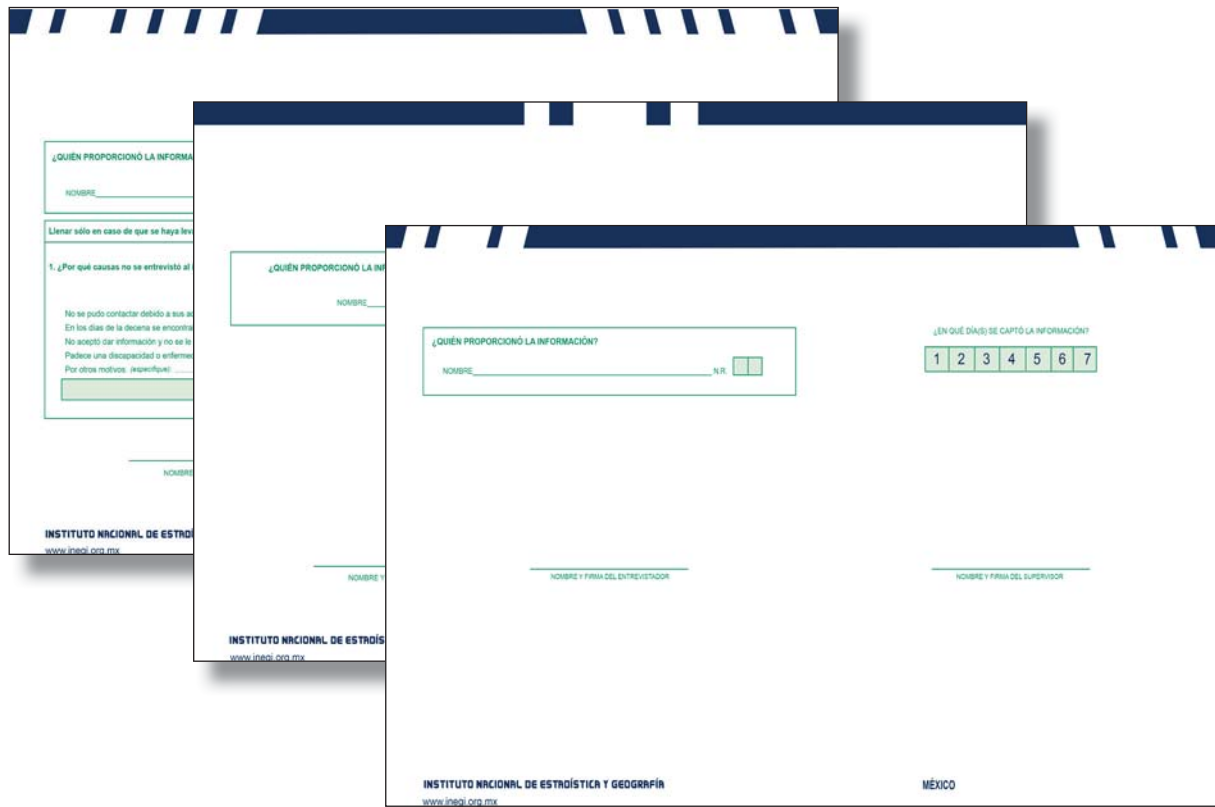 ¿QUIÉN PROPORCIONÓ LA INFORMA
NOMBRE
Llenar sólo en caso de que se haya leva
1. ¿Por qué causas no se entrevistó al i
No se pudo contactar debido a sus ac
En los días de la decena se encontra
No aceptó dar información y no se le
Padece una discapacidad o enfermed
Por otros motivos (especifique):
NOMBRE
INSTITUTO NACIONAL DE ESTADÍ
www.inegi.org.mx
¿QUIÉN PROPORCIONÓ LA INF
NOMBRE
NOMBRE Y
INSTITUTO NACIONAL DE ESTADÍS
www.inegi.org.mx
¿QUIÉN PROPORCIONÓ LA INFORMACIÓN?
NOMBRE N.R.
¿EN QUÉ DÍA(S) SE CAPTÓ LA INFORMACIÓN?
1 2 3 4 5 6 7
NOMBRE Y FIRMA DEL ENTREVISTADOR
NOMBRE Y FIRMA DEL SUPERVISOR
INSTITUTO NACIONAL DE ESTADÍSTICA Y GEOGRAFÍA
MÉXICO
www.inegi.org.mx